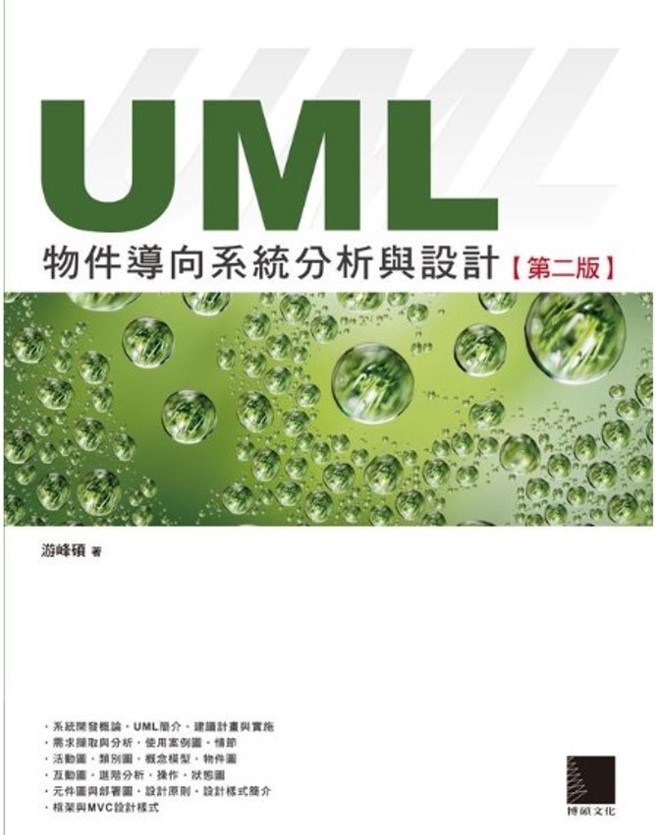 UML
UML
物件導向系統分析與設計【第二版】
游峰碩 著
・系統開發概論・UML簡介・建議計畫與實施
・需求擷取與分析・使用案例圖・情節
・活動圖・類別圖・概念模型・物件圖
・互動圖・進階分析・操作・狀態圖
・元件圖與部署圖・設計原則・設計樣式簡介
・框架與MVC設計樣式
博碩文化